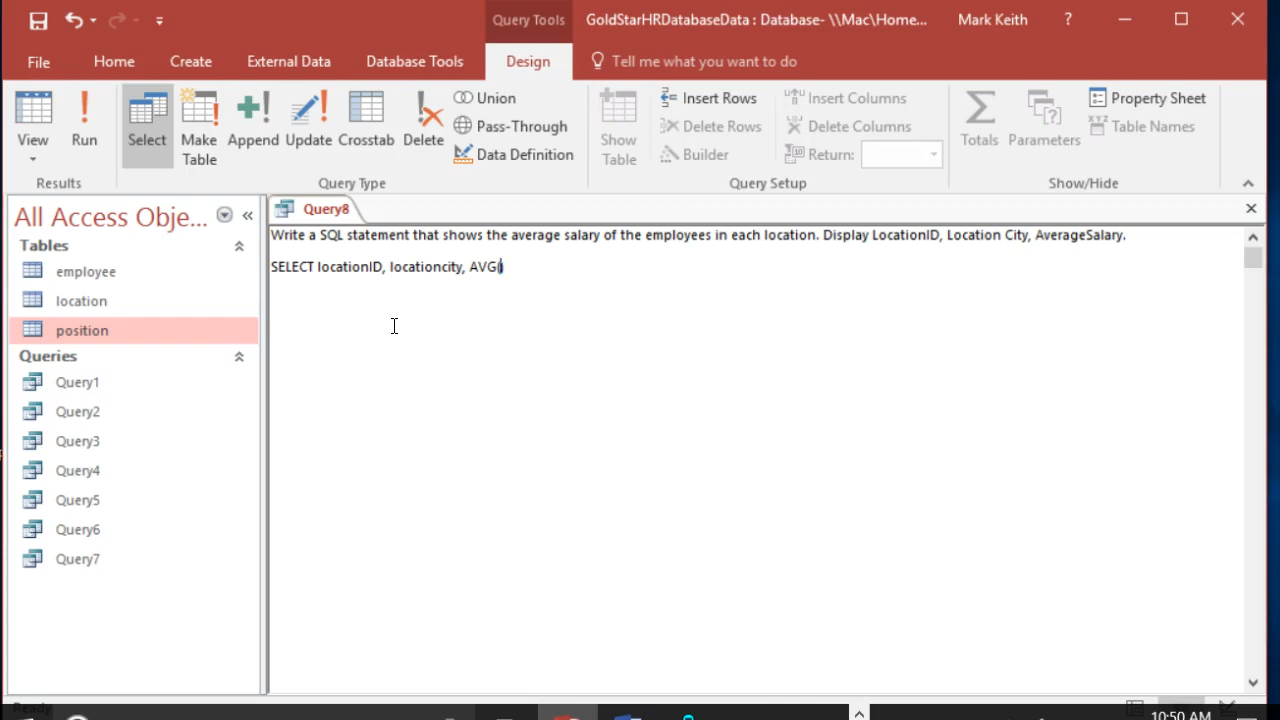 Query Tools
GoldStarHRDatabaseData : Database- \\Mac\Home...
Mark Keith
?
File
Home
Create
External Data
Database Tools
Design
Tell me what you want to do
View
Run
Select
Make Table
Append
Update
Crosstab
Delete
Union
Pass-Through
Data Definition
Show Table
Insert Rows
Delete Rows
Builder
Insert Columns
Delete Columns
Return:
Totals
Parameters
Property Sheet
Table Names
Results
Query Type
Query Setup
Show/Hide
All Access Obje...
Query8
Tables
employee
location
position
Queries
Query1
Query2
Query3
Query4
Query5
Query6
Query7
Write a SQL statement that shows the average salary of the employees in each location. Display LocationID, Location City, AverageSalary.
SELECT locationID, locationcity, AVG()
Ready
10:50 AM